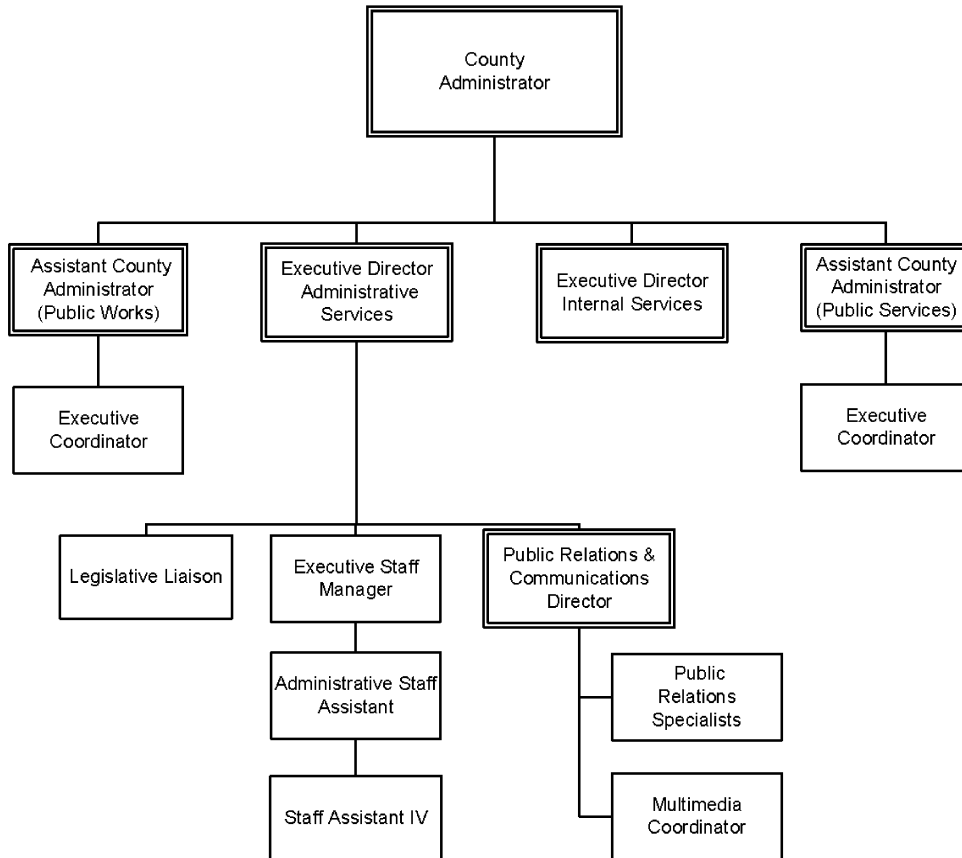 County
Administrator
Assistant County
Administrator
(Public Works)
Executive Director
Administrative
Services
Executive Director
Internal Services
Assistant County
Administrator
(Public Services)
Executive
Coordinator
Executive
Coordinator
Legislative Liaison
Executive Staff
Manager
Public Relations &
Communications
Director
Administrative Staff
Assistant
Public
Relations
Specialists
Staff Assistant IV
Multimedia
Coordinator